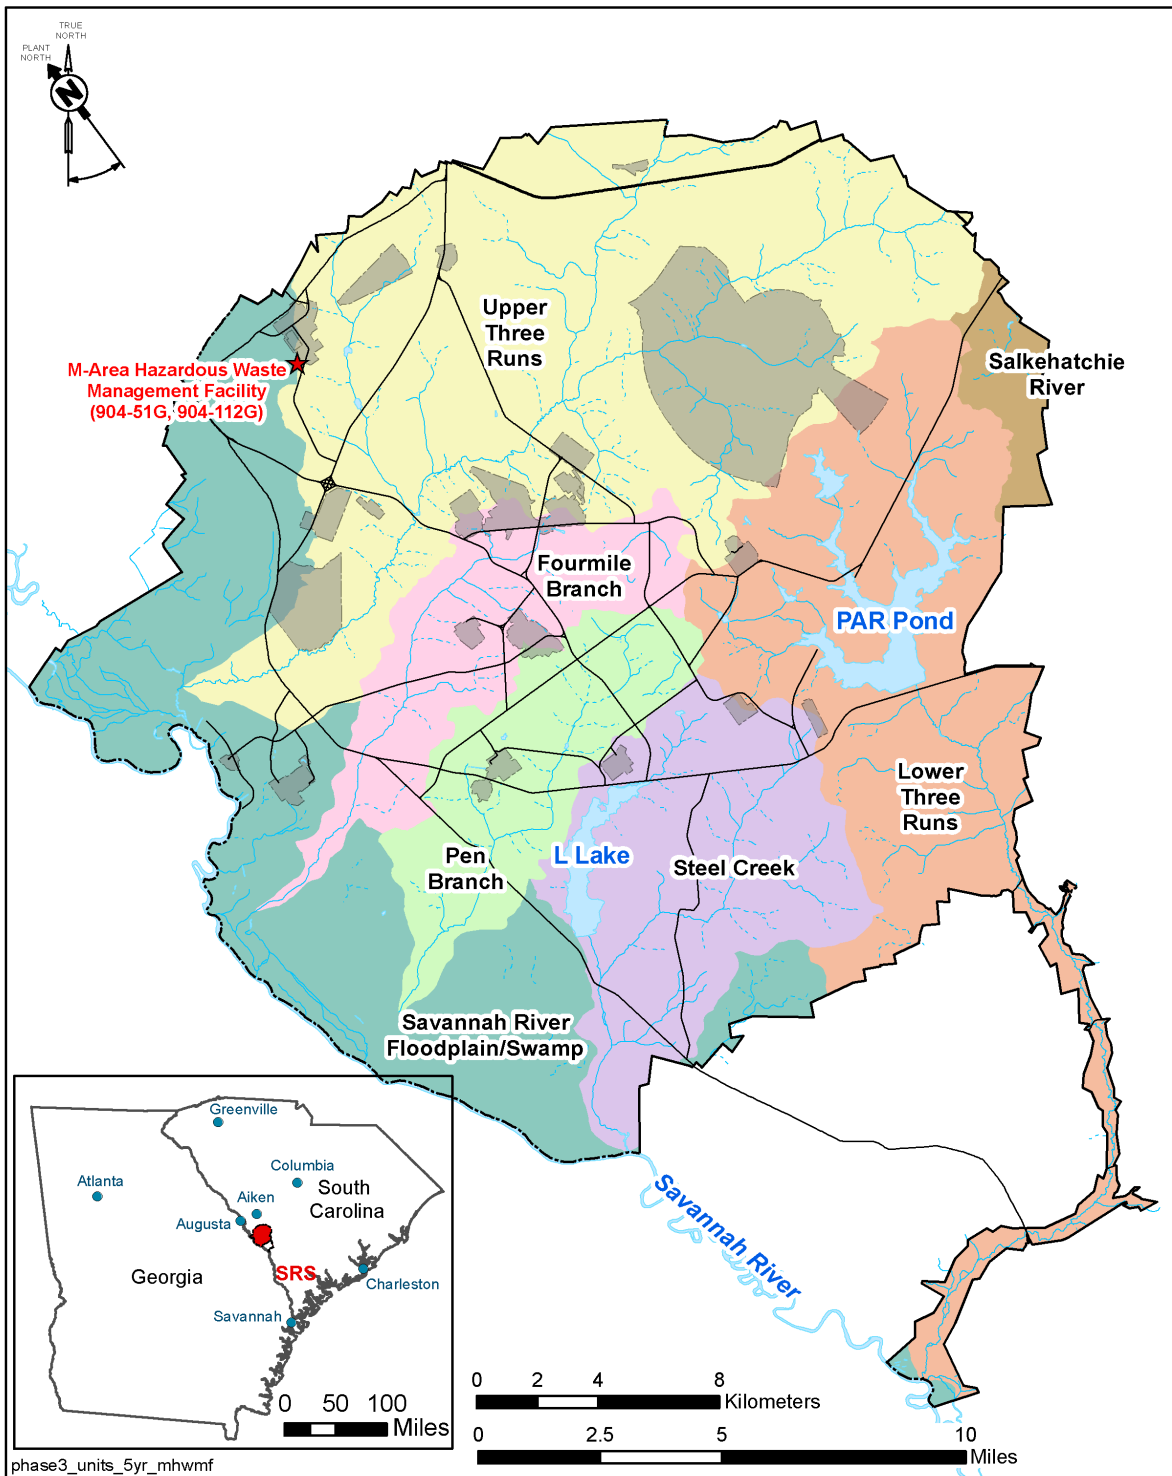 TRUE
NORTH
PLANT
NORTH
N
Upper
Three
Runs
Salkehatchie
River
M-Area Hazardous Waste
Management Facility
(904-51G, 904-112G)
Fourmile
Branch
PAR Pond
Lower
Three
Runs
Pen
Branch
L Lake
Steel Creek
Savannah River
Floodplain/Swamp
Savannah River
Greenville
Atlanta
Columbia
Aiken
South
Carolina
Augusta
Georgia
SRS
Charleston
Savannah
0 50 100
Miles
0 2 4 8
Kilometers
0 2.5 5 10
Miles
phase3_units_5yr_mhwmf